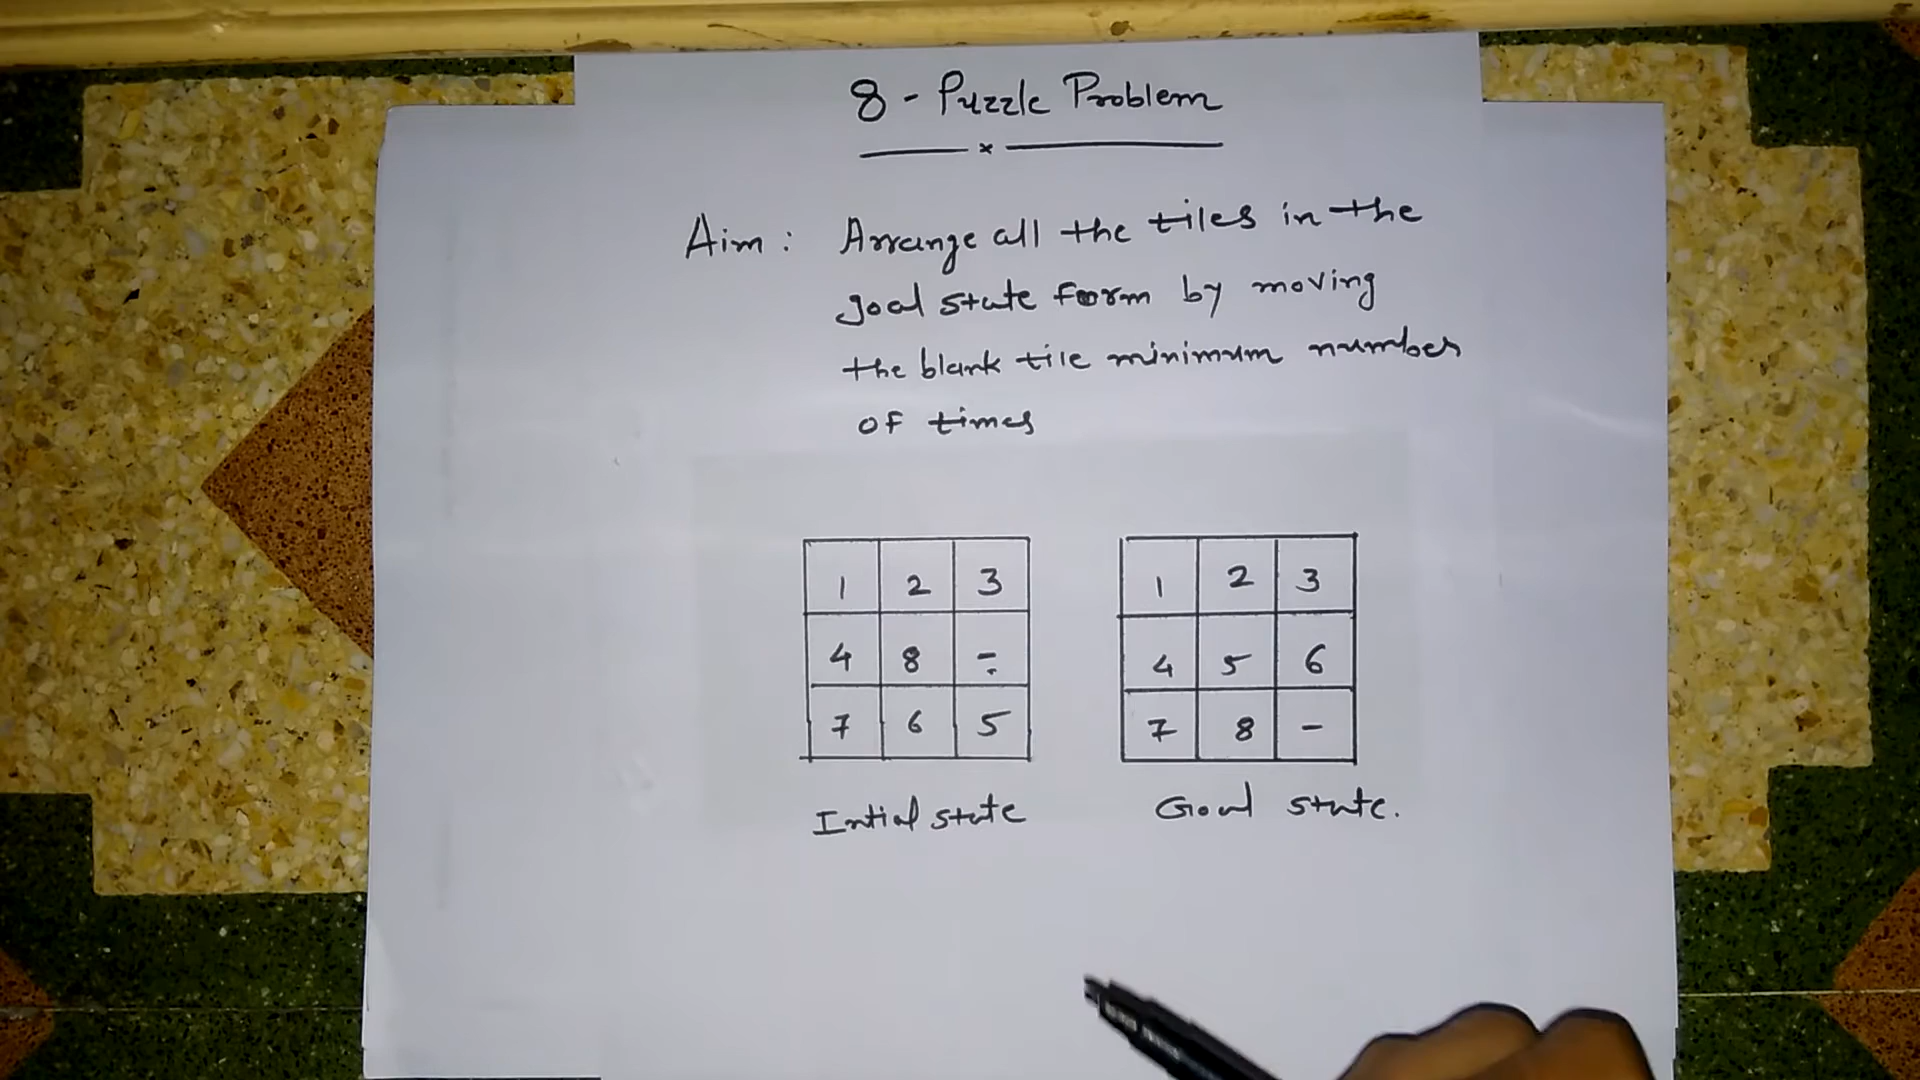 8 - Puzzle Problem
x
Aim : Arrange all the tiles in the
goal state form by moving
the blank tile minimum number
of times
1 2 3
4 8 -
7 6 5
Intial state
1 2 3
4 5 6
7 8 -
Goal state.